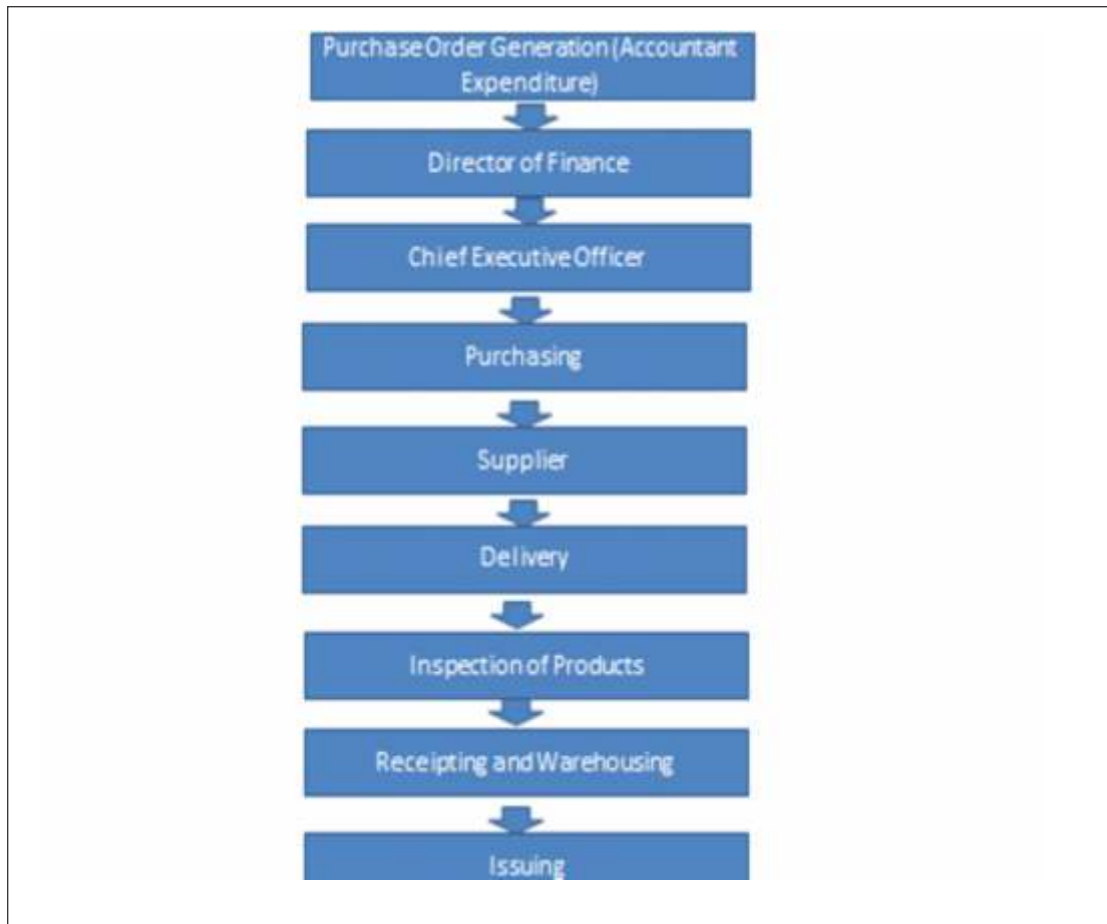 Purchase Order Generation (Accountant
Expenditure)
Director of Finance
Chief Executive Officer
Purchasing
Supplier
Delivery
Inspection of Products
Receipting and Warehousing
Issuing